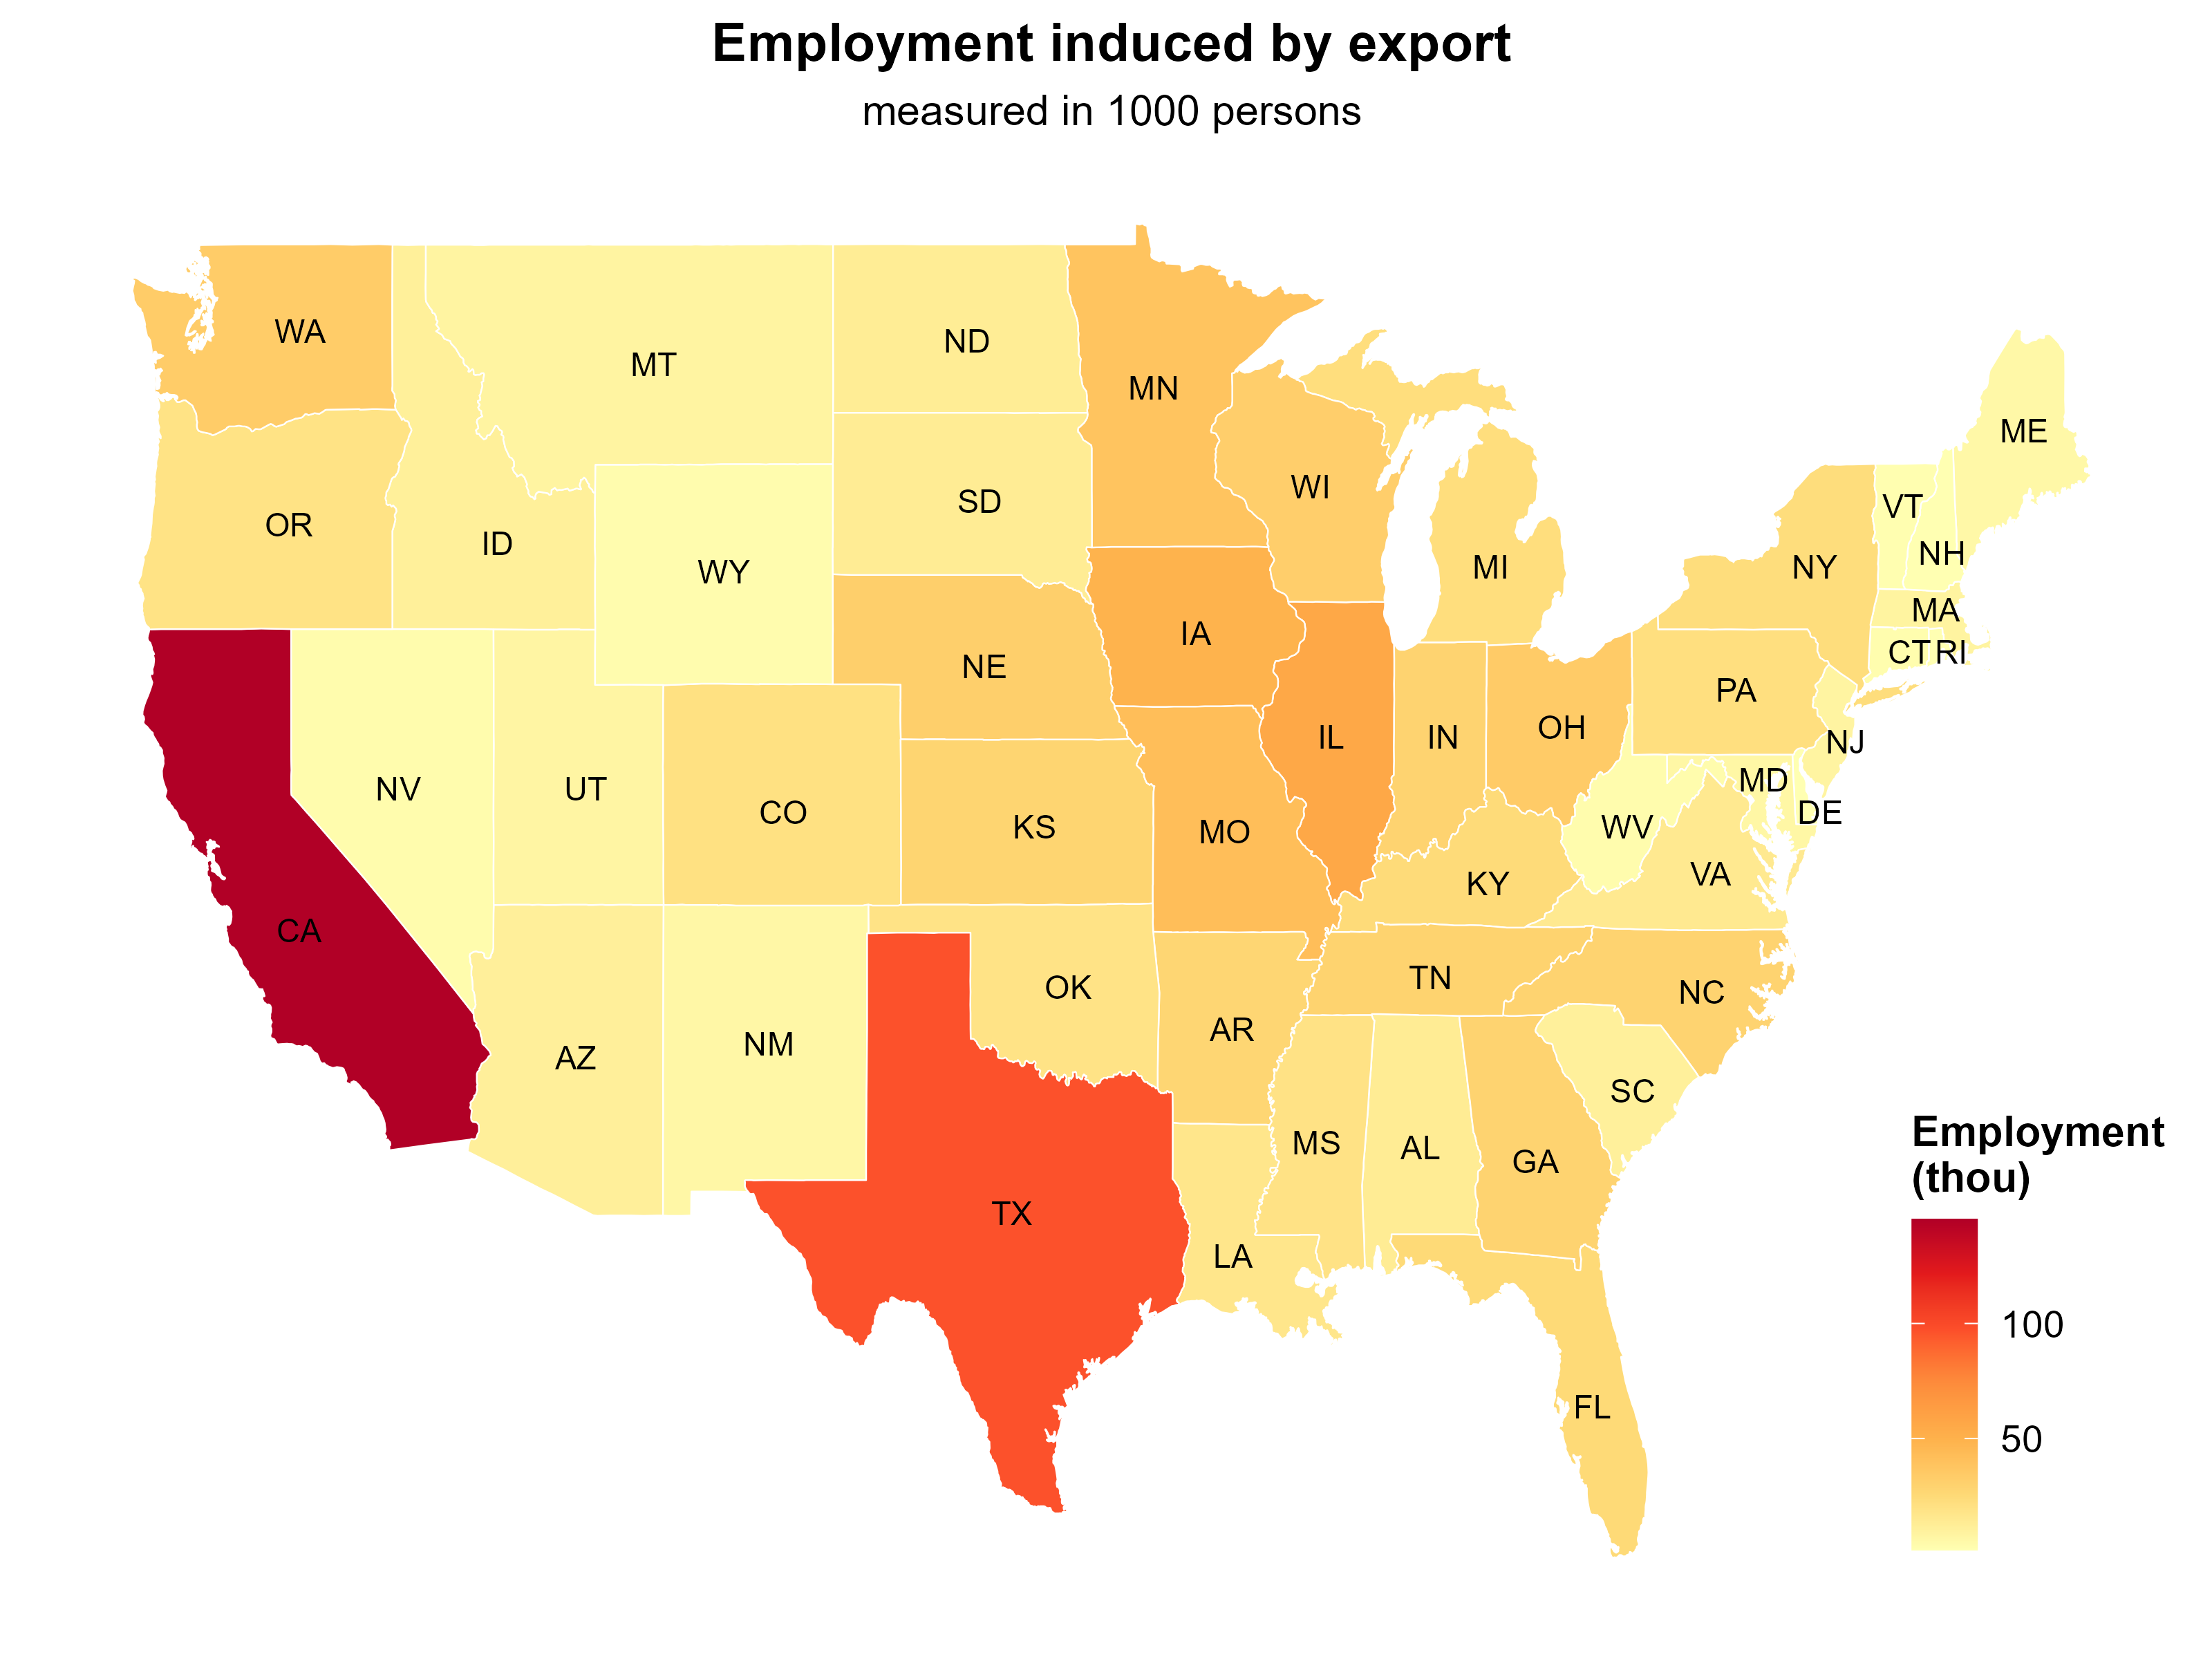 Employment induced by export
measured in 1000 persons
WA
MT
ND
MN
ME
OR
ID
WY
SD
WI
MI
NY
VT
NH
MA
CT
RI
NE
IA
PA
NJ
NV
UT
CO
KS
MO
IL
IN
OH
MD
DE
WV
VA
KY
CA
AZ
NM
OK
AR
TN
NC
SC
MS
AL
GA
TX
LA
FL
Employment
(thou)
100
50